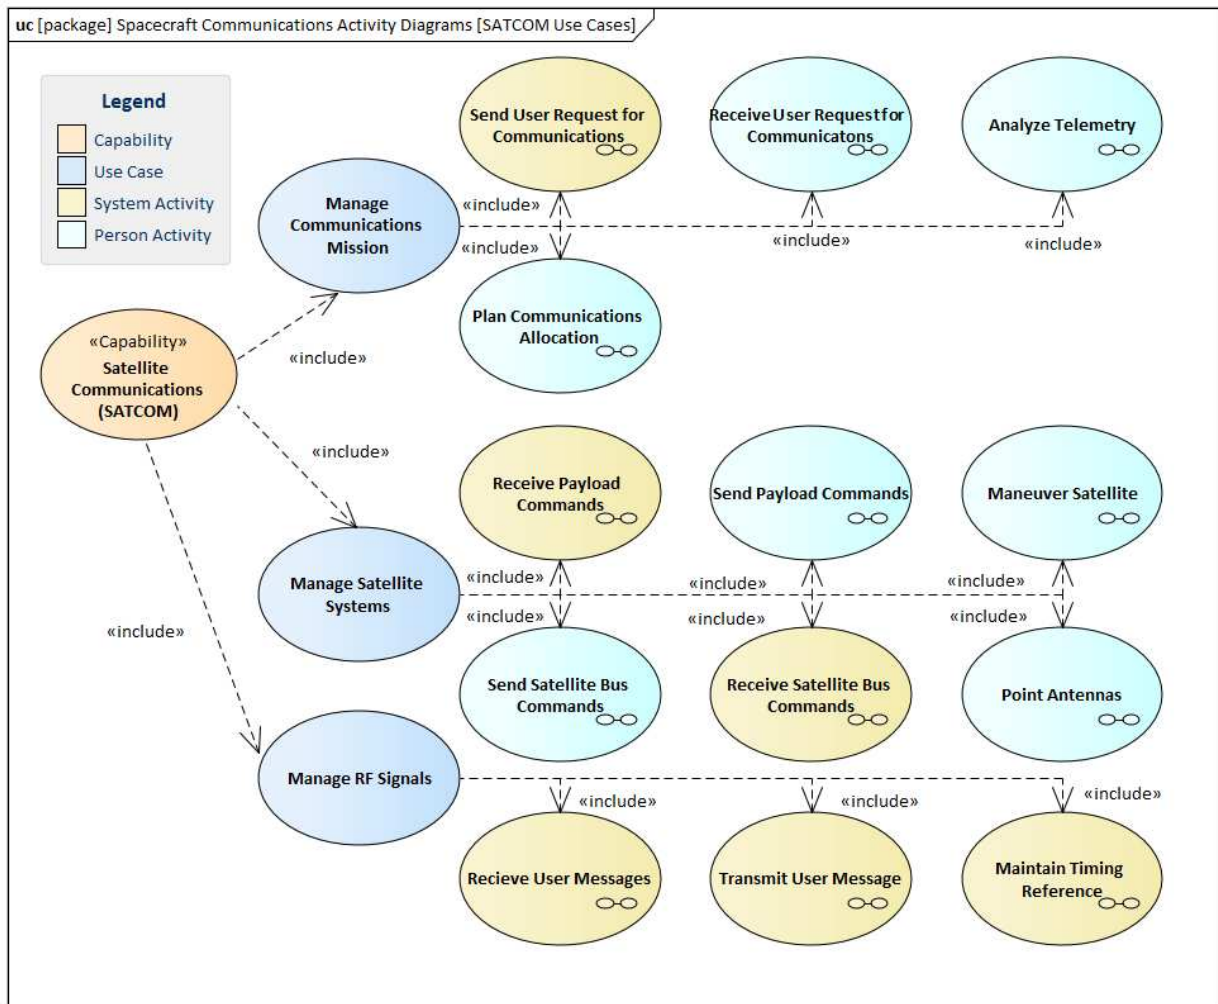 uc [package] Spacecraft Communications Activity Diagrams [SATCOM Use Cases]
Legend
Capability
Use Case
System Activity
Person Activity
Send User Request for
Communications
Receive User Request for
Communicatons
Analyze Telemetry
Manage
Communications
Mission
«include»
«include»
«include»
«include»
Plan Communications
Allocation
«Capability»
Satellite
Communications
(SATCOM)
«include»
«include»
«include»
Receive Payload
Commands
Send Payload Commands
Maneuver Satellite
Manage Satellite
Systems
«include»
«include»
«include»
«include»
«include»
«include»
Send Satellite Bus
Commands
Receive Satellite Bus
Commands
Point Antennas
Manage RF Signals
«include»
«include»
«include»
Recieve User Messages
Transmit User Message
Maintain Timing
Reference